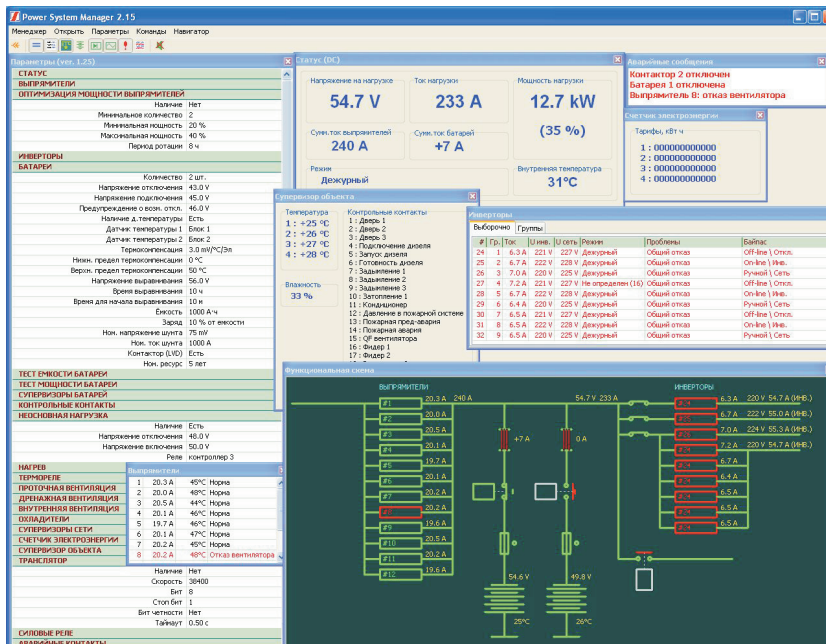 Power System Manager 2.15
Менеджер Открыть Параметры Команды Навигатор
Параметры (ver. 1.25)
СТАТУС
ВЫПРЯМИТЕЛИ
ОПТИМИЗАЦИЯ МОЩНОСТИ ВЫПРЯМИТЕЛЕЙ
Наличие Нет
Минимальное количество 2
Минимальная мощность 20 %
Максимальная мощность 40 %
Период ротации 8 ч
ИНВЕРТОРЫ
БАТАРЕИ
Количество 2 шт.
Напряжение отключения 43.0 V
Напряжение подключения 45.0 V
Предупреждение о возм. откл. 46.0 V
Наличие д.температуры Есть
Датчик температуры 1 Блок 1
Датчик температуры 2 Блок 2
Термокомпенсация 3.0 mV/°C/Эл
Нижн. предел термокомпенсации 0 °C
Верхн. предел термокомпенсации 50 °C
Напряжение выравнивания 56.0 V
Время выравнивания 10 ч
Время для начала выравнивания 10 м
Ёмкость 1000 А·ч
Заряд 10 % от емкости
Ном. напряжение шунта 75 mV
Ном. ток шунта 1000 А
Контактор (LVD) Есть
Ном. ресурс 5 лет
ТЕСТ ЕМКОСТИ БАТАРЕИ
ТЕСТ МОЩНОСТИ БАТАРЕИ
СУПЕРВИЗОРЫ БАТАРЕЙ
КОНТРОЛЬНЫЕ КОНТАКТЫ
НЕОСНОВНАЯ НАГРУЗКА
Наличие Есть
Напряжение отключения 48.0 V
Напряжение включения 50.0 V
Реле контроллер 3
НАГРЕВ
ТЕРМОРЕЛЕ
ПРОТОЧНАЯ ВЕНТИЛЯЦИЯ
ДРЕНАЖНАЯ ВЕНТИЛЯЦИЯ
ВНУТРЕННЯЯ ВЕНТИЛЯЦИЯ
ОХЛАДИТЕЛИ
СУПЕРВИЗОРЫ СЕТИ
СЧЕТЧИК ЭЛЕКТРОЭНЕРГИИ
СУПЕРВИЗОР ОБЪЕКТА
ТРАНСЛЯТОР
Наличие Нет
Скорость 38400
Бит 8
Стоп бит 1
Бит четности Нет
Таймаут 0.50 с
СИЛОВЫЕ РЕЛЕ
АВАРИЙНЫЕ КОНТАКТЫ
Выпрямители
1 20.3 А 45°C Норма
2 20.0 А 48°C Норма
3 20.5 А 44°C Норма
4 20.1 А 46°C Норма
5 19.7 А 46°C Норма
6 20.1 А 47°C Норма
7 20.2 А 45°C Норма
8 20.2 А 48°C Отказ вентилятора
Статус (DC)
Напряжение на нагрузке Ток нагрузки Мощность нагрузки
54.7 V 233 A 12.7 kW
(35 %)
Сумм.ток выпрямителей Сумм.ток батарей
240 A +7 A
Режим Внутренняя температура
Дежурный 31°C
Аварийные сообщения
Контактор 2 отключен
Батарея 1 отключена
Выпрямитель 8: отказ вентилятора
Счетчик электроэнергии
Тарифы, кВт ч
1 : 000000000000
2 : 000000000000
3 : 000000000000
4 : 000000000000
Супервизор объекта
Температура
1 : +25 °C
2 : +26 °C
3 : +27 °C
4 : +28 °C
Влажность
33 %
Контрольные контакты
1 : Дверь 1
2 : Дверь 2
3 : Дверь 3
4 : Подключение дизеля
5 : Запуск дизеля
6 : Готовность дизеля
7 : Задымление 1
8 : Задымление 2
9 : Задымление 3
10 : Затопление 1
11 : Кондиционер
12 : Давление в пожарной системе
13 : Пожарная пред-авария
14 : Пожарная авария
15 : QF вентилятора
16 : Фидер 1
17 : Фидер 2
Инверторы
Выборочно Группы
# Гр. Ток U инв. U сеть Режим Проблемы Байпас
24 1 6.3 А 221 V 227 V Дежурный Общий отказ Off-line \ Откл.
25 2 6.7 А 222 V 228 V Дежурный Общий отказ On-line \ Инв.
26 3 7.0 А 220 V 225 V Дежурный Общий отказ Ручной \ Сеть
27 4 7.2 А 221 V 227 V Не определен (16) Общий отказ Off-line \ Откл.
28 5 6.7 А 222 V 228 V Дежурный Общий отказ On-line \ Инв.
29 6 6.4 А 220 V 225 V Дежурный Общий отказ Ручной \ Сеть
30 7 6.5 А 221 V 227 V Дежурный Общий отказ Off-line \ Откл.
31 8 6.5 А 222 V 228 V Дежурный Общий отказ On-line \ Инв.
32 9 6.5 А 220 V 225 V Дежурный Общий отказ Ручной \ Сеть
Функциональная схема
ВЫПРЯМИТЕЛИ ИНВЕРТОРЫ
240 A 54.7 V 233 A
#1 20.3 A
#2 20.0 A
#3 20.5 A
#4 20.1 A
#5 19.7 A
#6 20.1 A
#7 20.2 A
20.2 A
#9 19.6 A
#10 20.5 A
#11 20.2 A
#12 19.6 A
+7 A 0 A
54.6 V 49.8 V
25°C 26°C
6.3 A 220 V 54.7 A (ИНВ.)
6.7 A 222 V 55.0 A (ИНВ.)
7.0 A 224 V 55.3 A (ИНВ.)
7.2 A 220 V 54.7 A (ИНВ.)
6.7 A
6.4 A
6.5 A
6.5 A
6.5 A